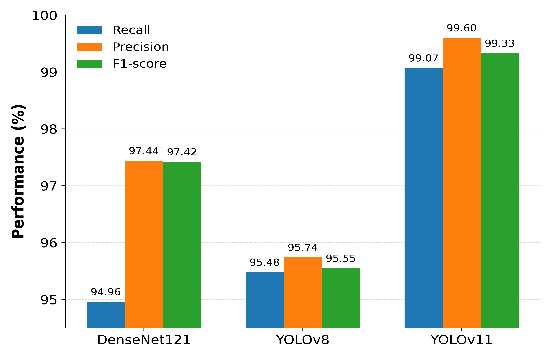 100
99
98
97
96
95
Performance (%)
Recall
Precision
F1-score
94.96
97.44
97.42
95.48
95.74
95.55
99.07
99.60
99.33
DenseNet121
YOLOv8
YOLOv11